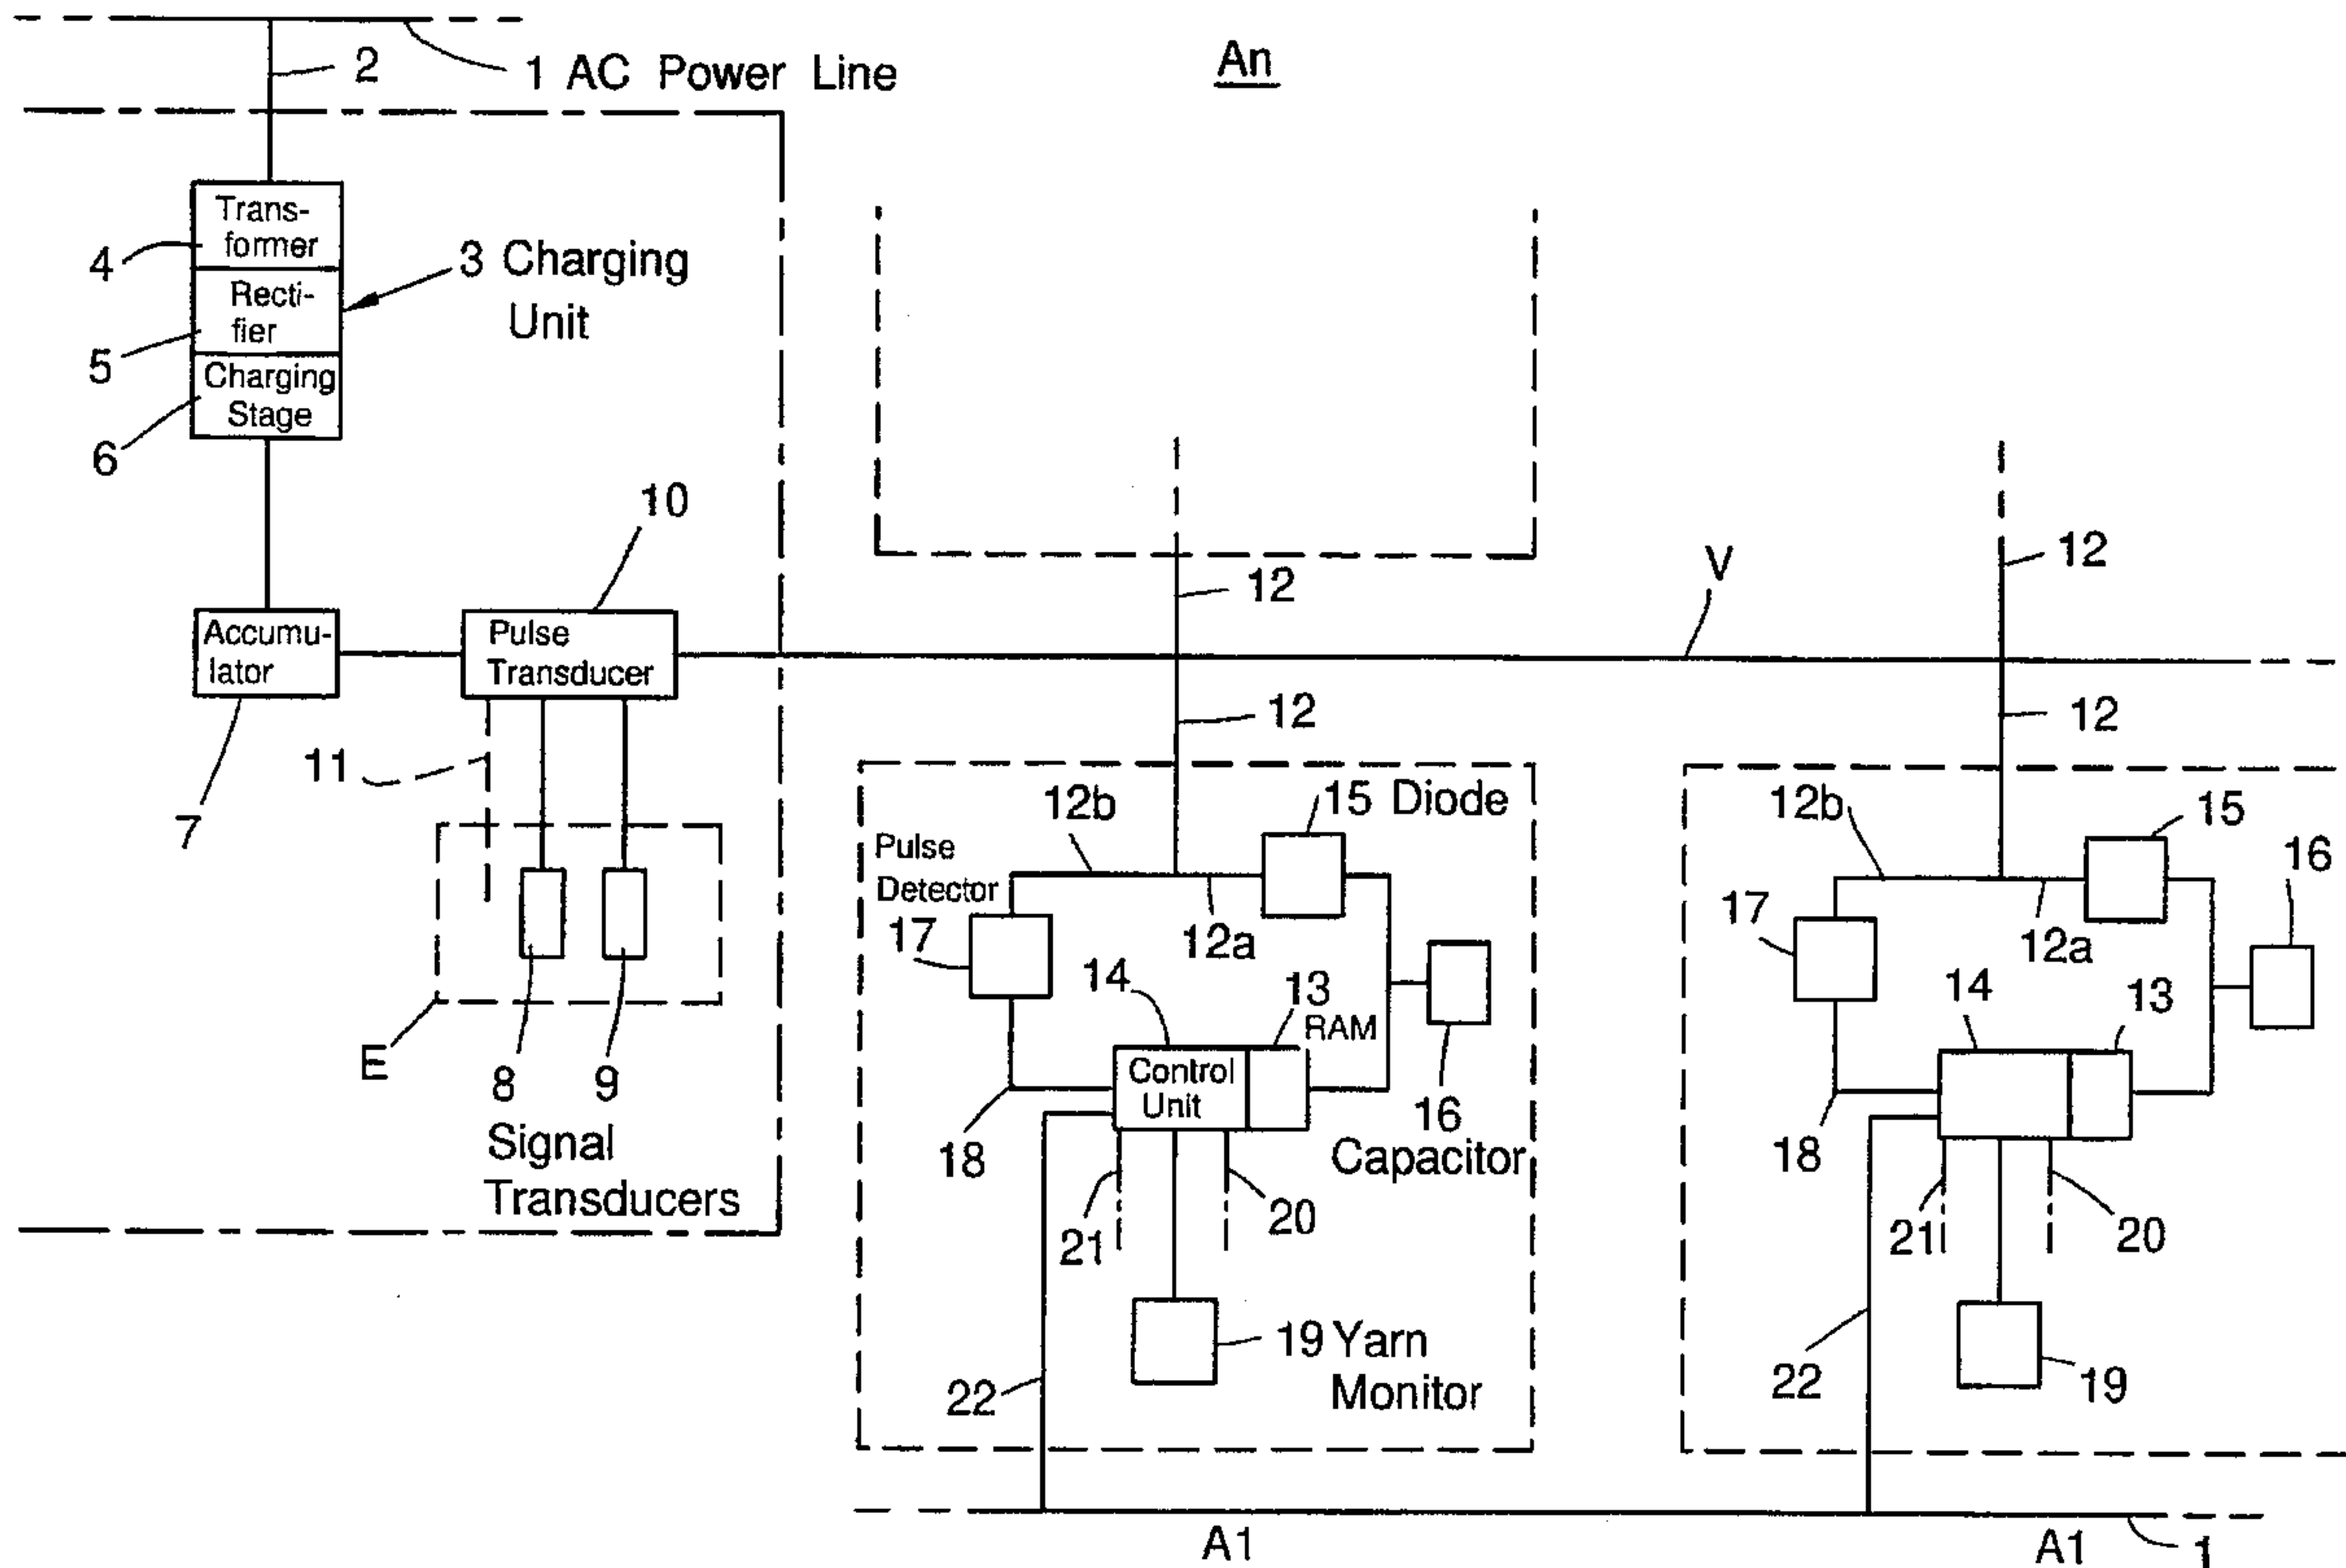 An
2
1 AC Power Line
Trans-
former
4
3 Charging
Unit
Recti-
fier
5
Charging
Stage
6
10
12
V
12
Accumu-
lator
Pulse
Transducer
12
12
11
7
12b
15 Diode
12b
15
Pulse
Detector
16
17
12a
17
12a
14
13
RAM
14
13
E
8
9
Control
Unit
16
Capacitor
18
18
Signal
Transducers
21
20
21
20
19 Yarn
Monitor
22
22
19
A1
A1
1